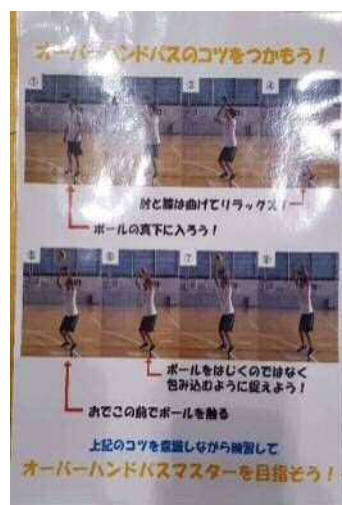 オーバーハンドパスのコツをつかもう！
①
③
④
肘と膝は曲げてリラックス！
ボールの真下に入ろう！
⑤
⑥
⑦
⑧
ボールをはじくのではなく
包み込むように捉えよう！
おでこの前でボールを触る
上記のコツを意識しながら練習して
オーバーハンドパスマスターを目指そう！